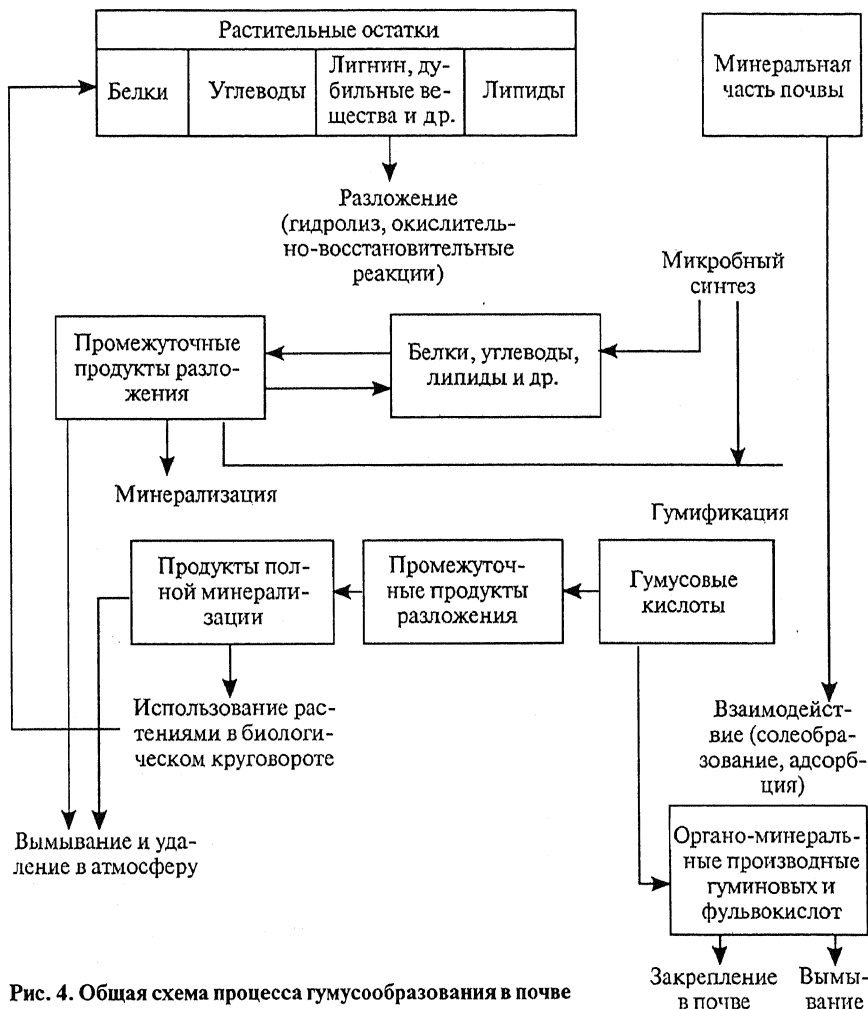 Растительные остатки
Белки
Углеводы
Лигнин, ду-
бильные ве-
щества и др.
Липиды
Минеральная
часть почвы
Разложение
(гидролиз, окислитель-
но-восстановительные
реакции)
Микробный
синтез
Промежуточные
продукты разло-
жения
Белки, углеводы,
липиды и др.
Минерализация
Гумификация
Продукты пол-
ной минерали-
зации
Промежуточ-
ные продукты
разложения
Гумусовые
кислоты
Использование рас-
тениями в биологи-
ческом круговороте
Взаимодейст-
вие (солеобра-
зование, адсорб-
ция)
Вымывание и уда-
ление в атмосферу
Органо-минераль-
ные производные
гуминовых и
фульвокислот
Закрепление
в почве
Вымы-
вание
Рис. 4. Общая схема процесса гумусообразования в почве